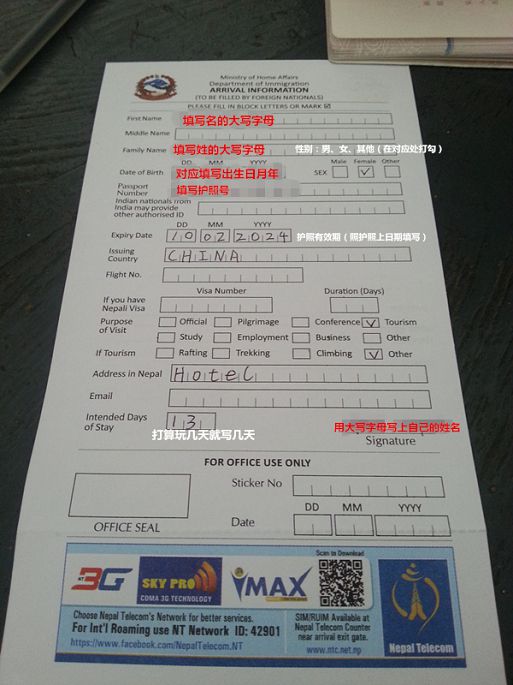 Ministry of Home Affairs
Department of Immigration
ARRIVAL INFORMATION
(TO BE FILLED BY FOREIGN NATIONALS)
PLEASE FILL IN BLOCK LETTERS OR MARK ☑
First Name 填写名的大写字母
Middle Name
Family Name 填写姓的大写字母 性别：男、女、其他（在对应处打勾）
DD MM YYYY Male Female Other
Date of Birth 对应填写出生日月年 SEX ✓
Passport Number 填写护照号
Indian nationals from
India may provide
other authorised ID
DD MM YYYY
Expiry Date 10 02 2024 护照有效期（照护照上日期填写）
Issuing Country CHINA
Flight No.
Visa Number Duration (Days)
If you have Nepali Visa
Purpose of Visit Official Pilgrimage Conference ✓ Tourism
Study Employment Business Other
If Tourism Rafting Trekking Climbing ✓ Other
Address in Nepal Hotel
Email
Intended Days of Stay 13
打算玩几天就写几天
用大写字母写上自己的姓名
Signature
FOR OFFICE USE ONLY
Sticker No
DD MM YYYY
OFFICE SEAL Date
Scan to Download
NT 3G SKY PRO CDMA 3G TECHNOLOGY YMAX
Choose Nepal Telecom's Network for better services.
For Int'l Roaming use NT Network ID: 42901
https://www.facebook.com/NepalTelecom.NT
SIM/RUIM Available at
Nepal Telecom Counter
near arrival exit gate.
www.ntc.net.np
Nepal Telecom